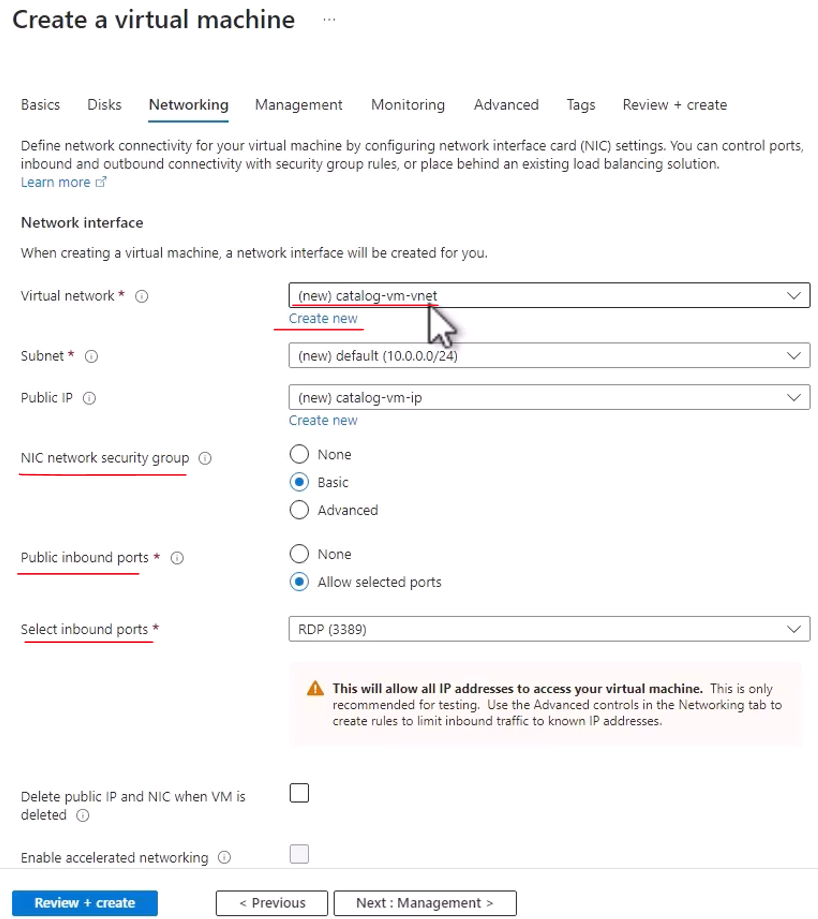 Create a virtual machine ...
Basics Disks Networking Management Monitoring Advanced Tags Review + create
Define network connectivity for your virtual machine by configuring network interface card (NIC) settings. You can control ports,
inbound and outbound connectivity with security group rules, or place behind an existing load balancing solution.
Learn more
Network interface
When creating a virtual machine, a network interface will be created for you.
Virtual network * (new) catalog-vm-vnet
Create new
Subnet * (new) default (10.0.0.0/24)
Public IP (new) catalog-vm-ip
Create new
NIC network security group None
Basic
Advanced
Public inbound ports * None
Allow selected ports
Select inbound ports * RDP (3389)
This will allow all IP addresses to access your virtual machine. This is only
recommended for testing. Use the Advanced controls in the Networking tab to
create rules to limit inbound traffic to known IP addresses.
Delete public IP and NIC when VM is
deleted
Enable accelerated networking
Review + create < Previous Next : Management >